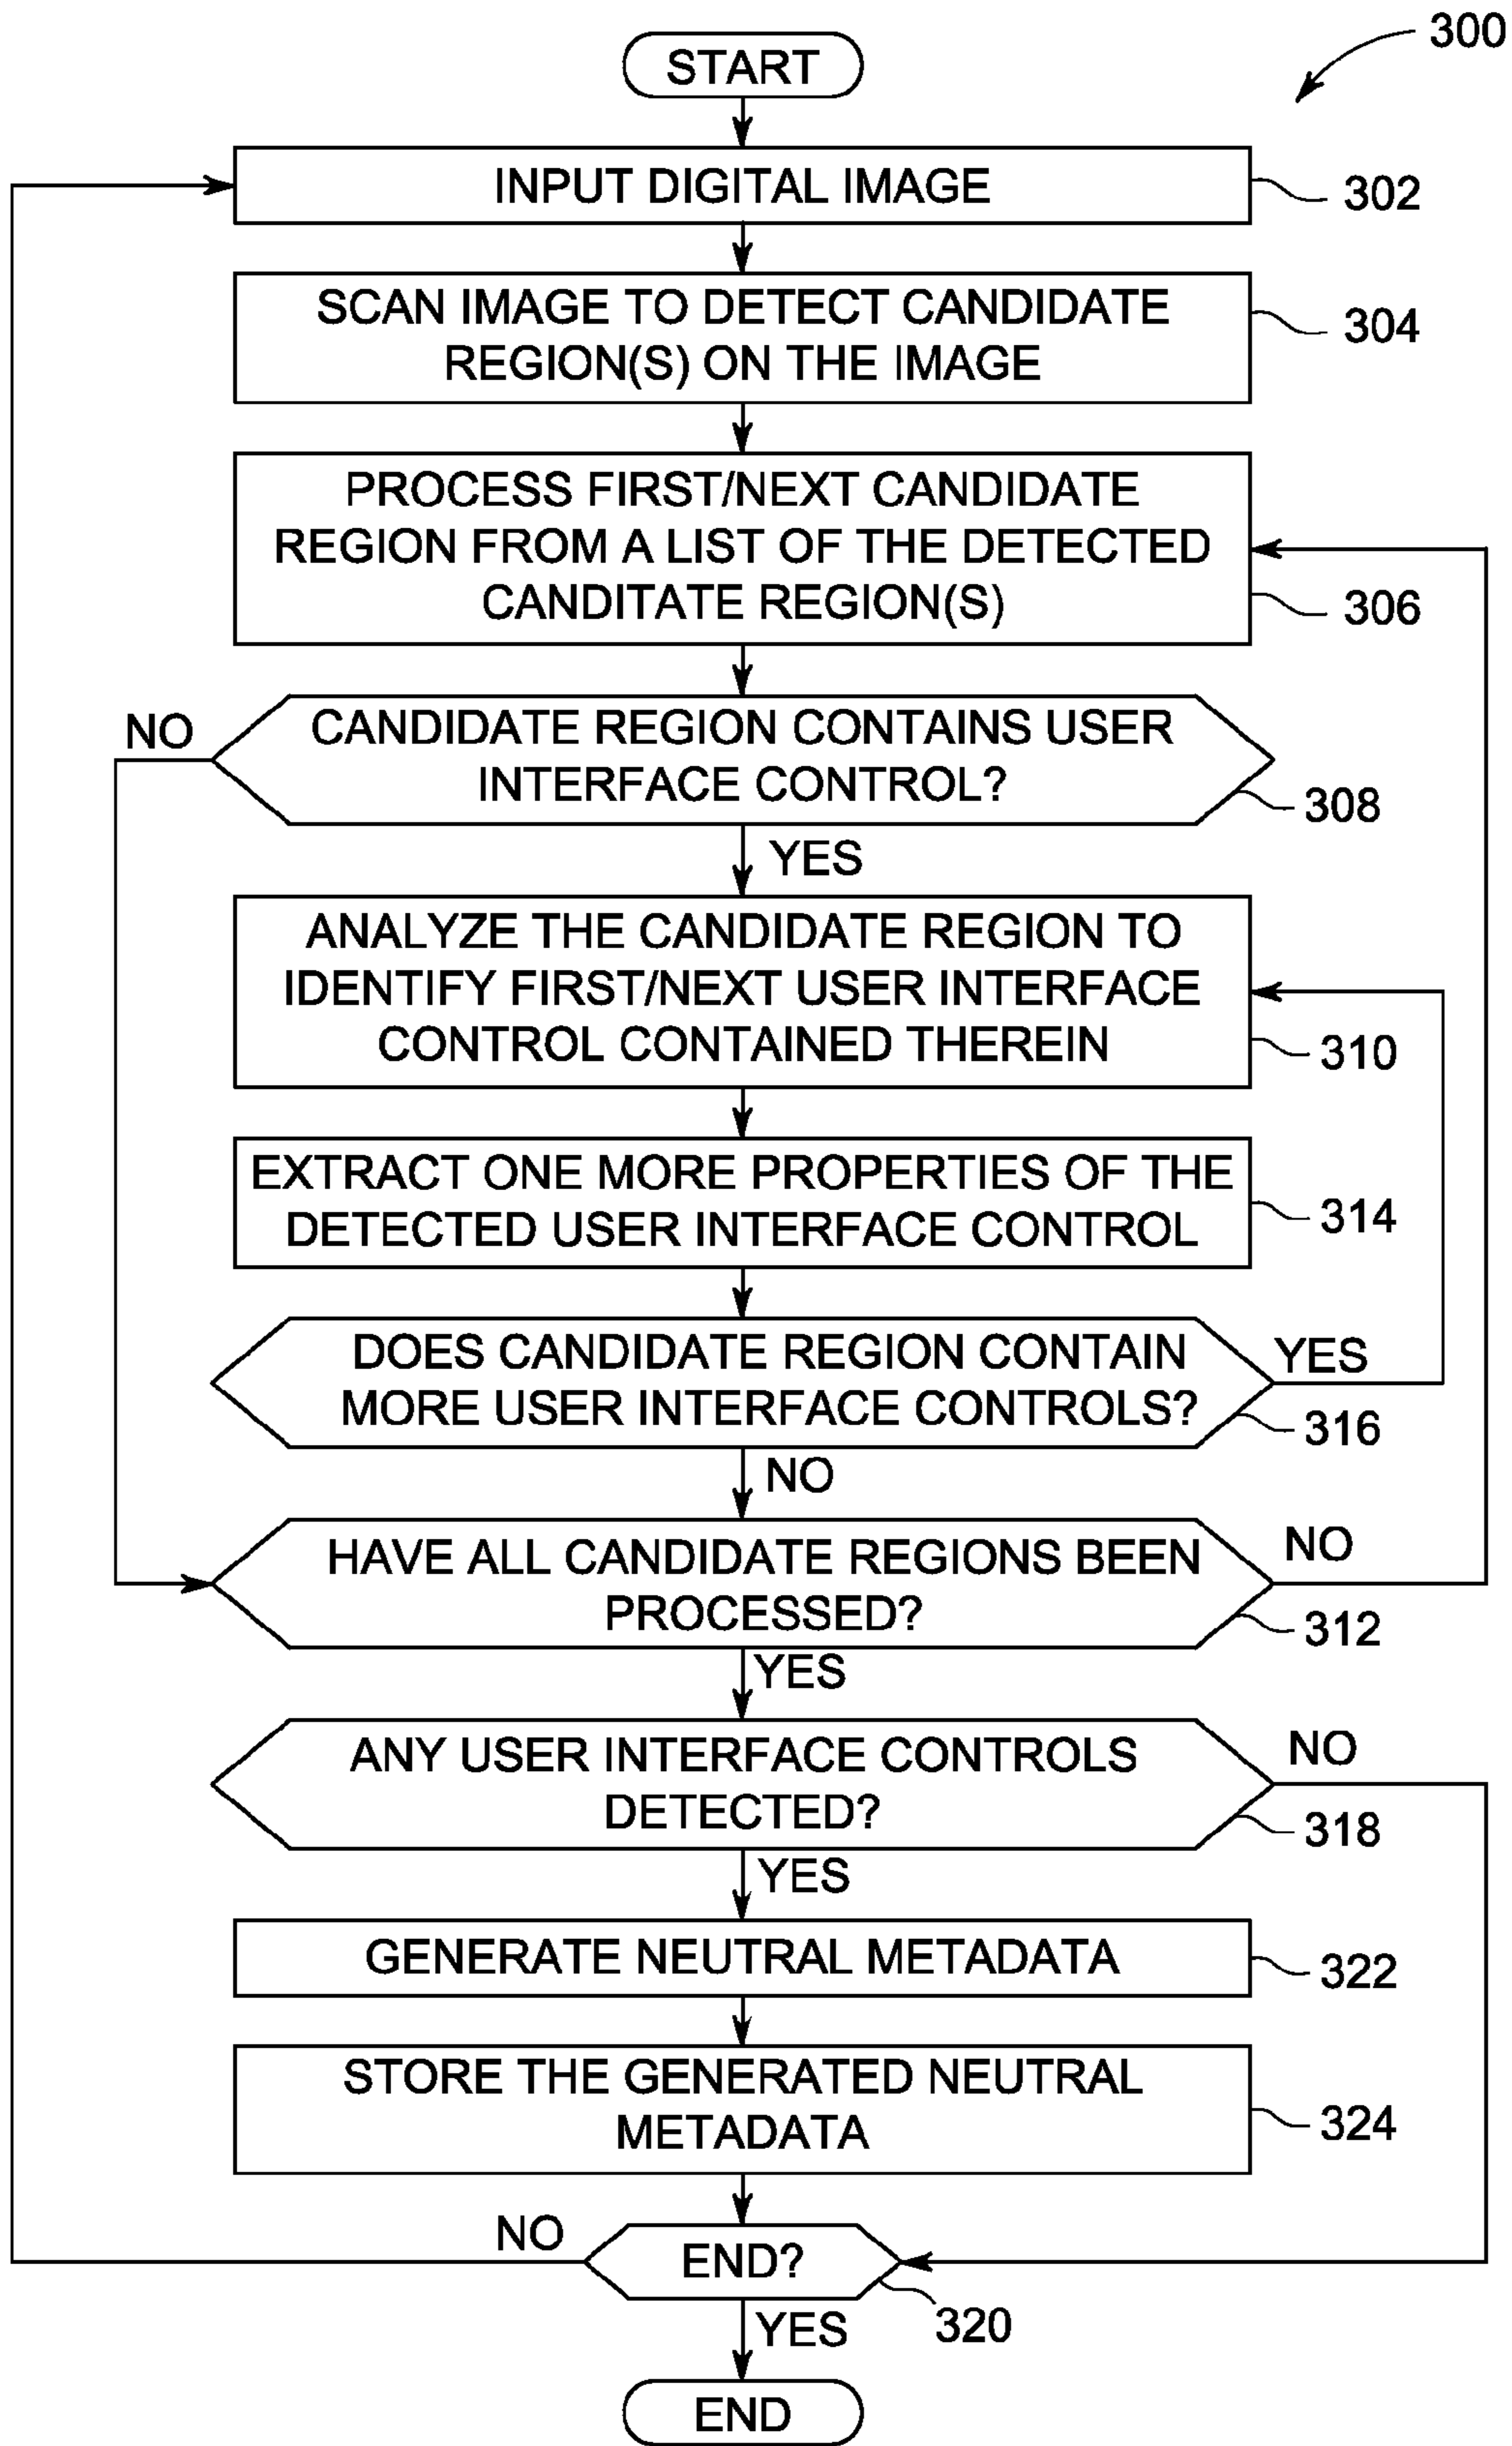 300
START
INPUT DIGITAL IMAGE
302
SCAN IMAGE TO DETECT CANDIDATE
REGION(S) ON THE IMAGE
304
PROCESS FIRST/NEXT CANDIDATE
REGION FROM A LIST OF THE DETECTED
CANDITATE REGION(S)
306
NO
CANDIDATE REGION CONTAINS USER
INTERFACE CONTROL?
308
YES
ANALYZE THE CANDIDATE REGION TO
IDENTIFY FIRST/NEXT USER INTERFACE
CONTROL CONTAINED THEREIN
310
EXTRACT ONE MORE PROPERTIES OF THE
DETECTED USER INTERFACE CONTROL
314
DOES CANDIDATE REGION CONTAIN
MORE USER INTERFACE CONTROLS?
YES
316
NO
HAVE ALL CANDIDATE REGIONS BEEN
PROCESSED?
NO
312
YES
ANY USER INTERFACE CONTROLS
DETECTED?
NO
318
YES
GENERATE NEUTRAL METADATA
322
STORE THE GENERATED NEUTRAL
METADATA
324
NO
END?
320
YES
END